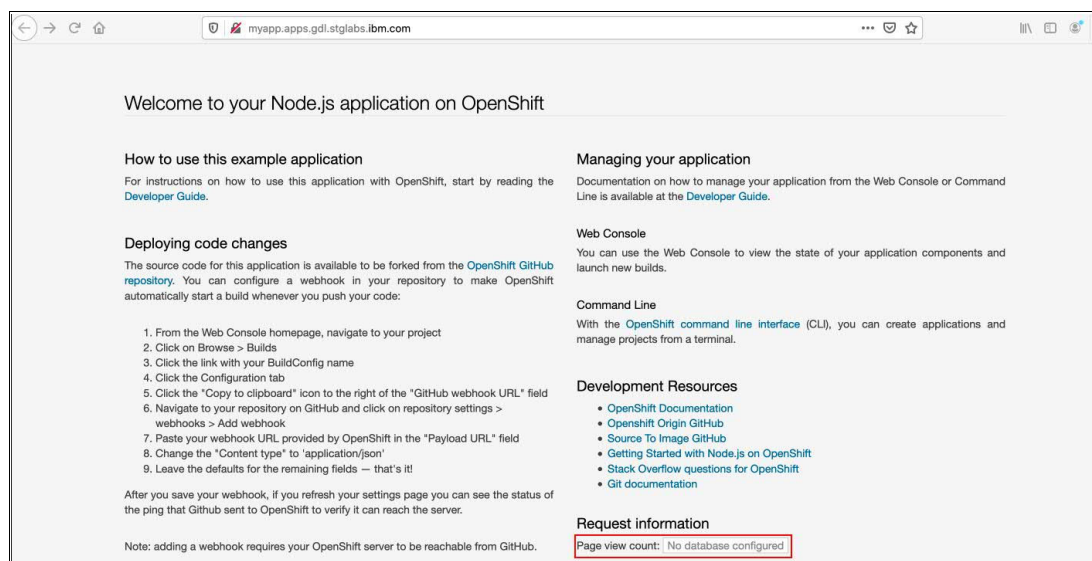 myapp.apps.gdl.stglabs.ibm.com
Welcome to your Node.js application on OpenShift
How to use this example application
For instructions on how to use this application with OpenShift, start by reading the
Developer Guide.
Deploying code changes
The source code for this application is available to be forked from the OpenShift GitHub
repository. You can configure a webhook in your repository to make OpenShift
automatically start a build whenever you push your code:
1. From the Web Console homepage, navigate to your project
2. Click on Browse > Builds
3. Click the link with your BuildConfig name
4. Click the Configuration tab
5. Click the "Copy to clipboard" icon to the right of the "GitHub webhook URL" field
6. Navigate to your repository on GitHub and click on repository settings >
webhooks > Add webhook
7. Paste your webhook URL provided by OpenShift in the "Payload URL" field
8. Change the "Content type" to 'application/json'
9. Leave the defaults for the remaining fields — that's it!
After you save your webhook, if you refresh your settings page you can see the status of
the ping that Github sent to OpenShift to verify it can reach the server.
Note: adding a webhook requires your OpenShift server to be reachable from GitHub.
Managing your application
Documentation on how to manage your application from the Web Console or Command
Line is available at the Developer Guide.
Web Console
You can use the Web Console to view the state of your application components and
launch new builds.
Command Line
With the OpenShift command line interface (CLI), you can create applications and
manage projects from a terminal.
Development Resources
• OpenShift Documentation
• Openshift Origin GitHub
• Source To Image GitHub
• Getting Started with Node.js on OpenShift
• Stack Overflow questions for OpenShift
• Git documentation
Request information
Page view count: No database configured